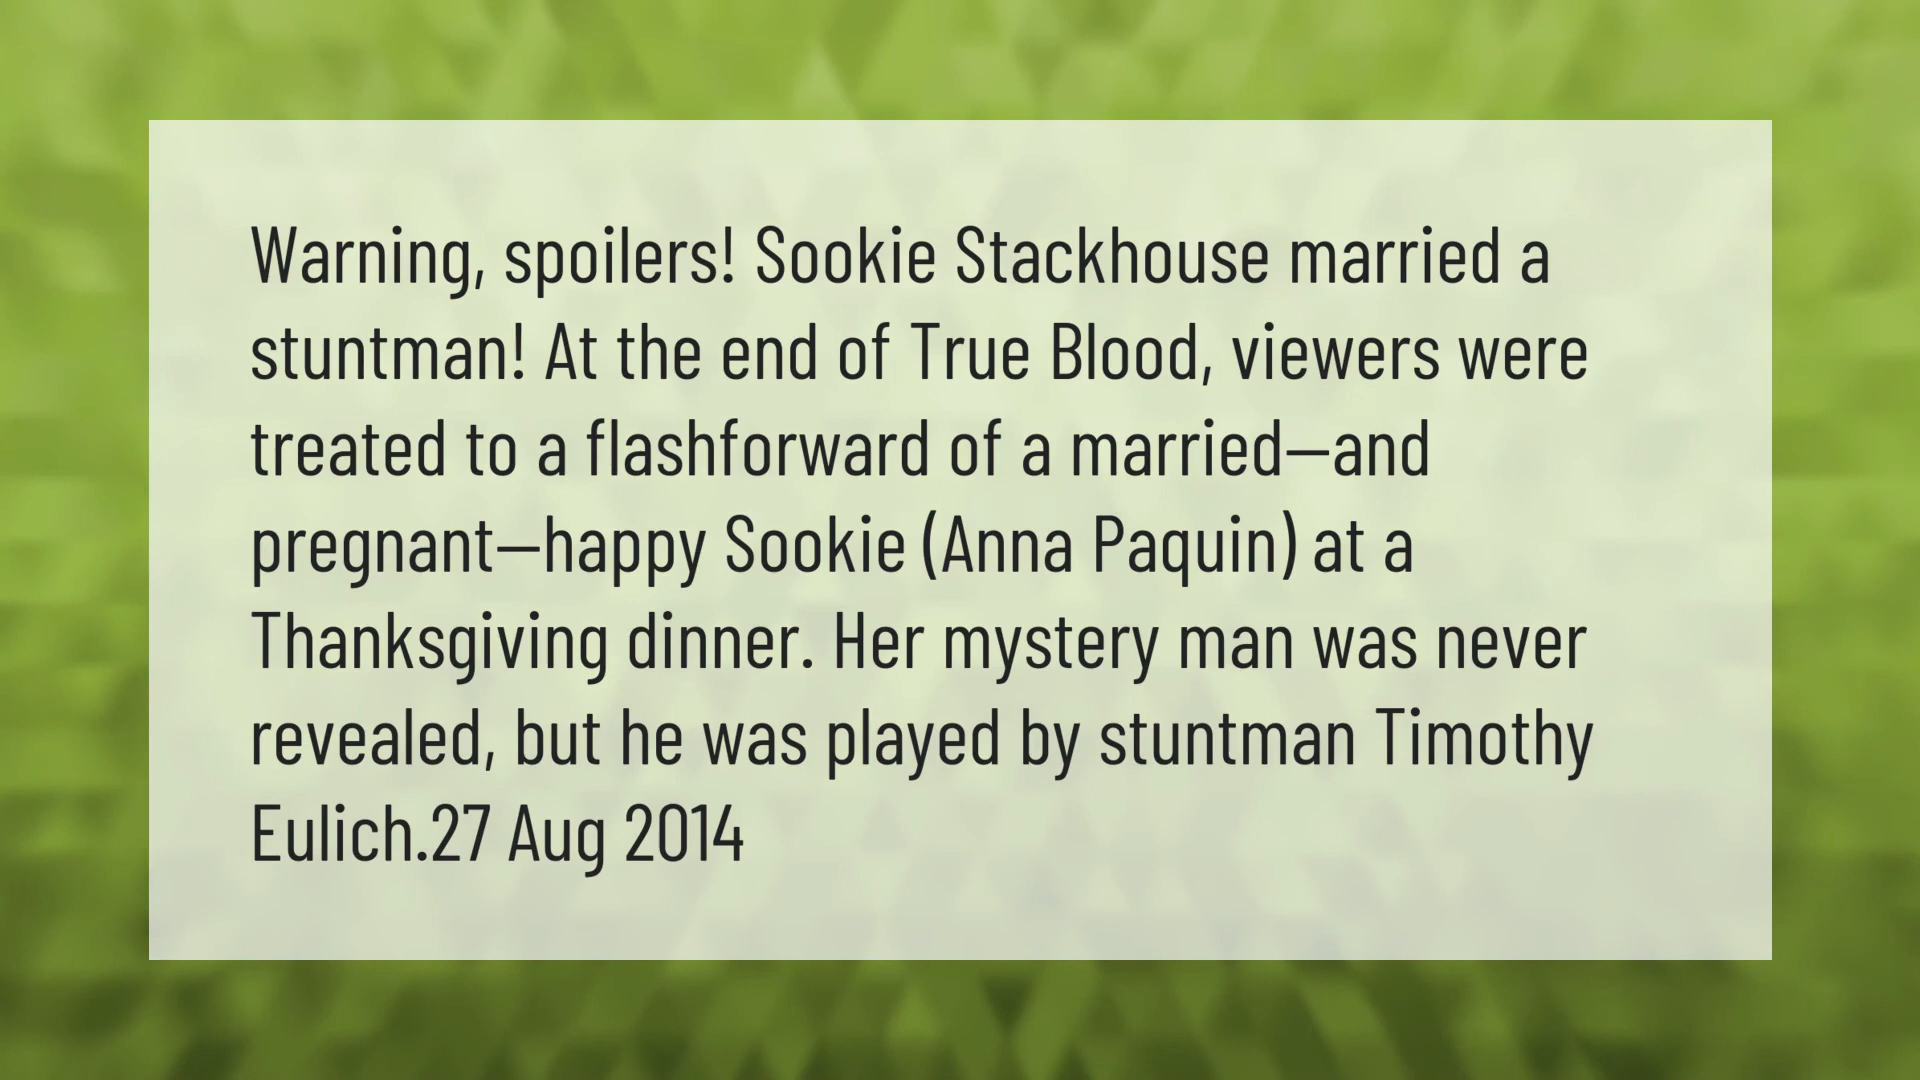 Warning, spoilers! Sookie Stackhouse married a
stuntman! At the end of True Blood, viewers were
treated to a flashforward of a married—and
pregnant—happy Sookie (Anna Paquin) at a
Thanksgiving dinner. Her mystery man was never
revealed, but he was played by stuntman Timothy
Eulich.27 Aug 2014